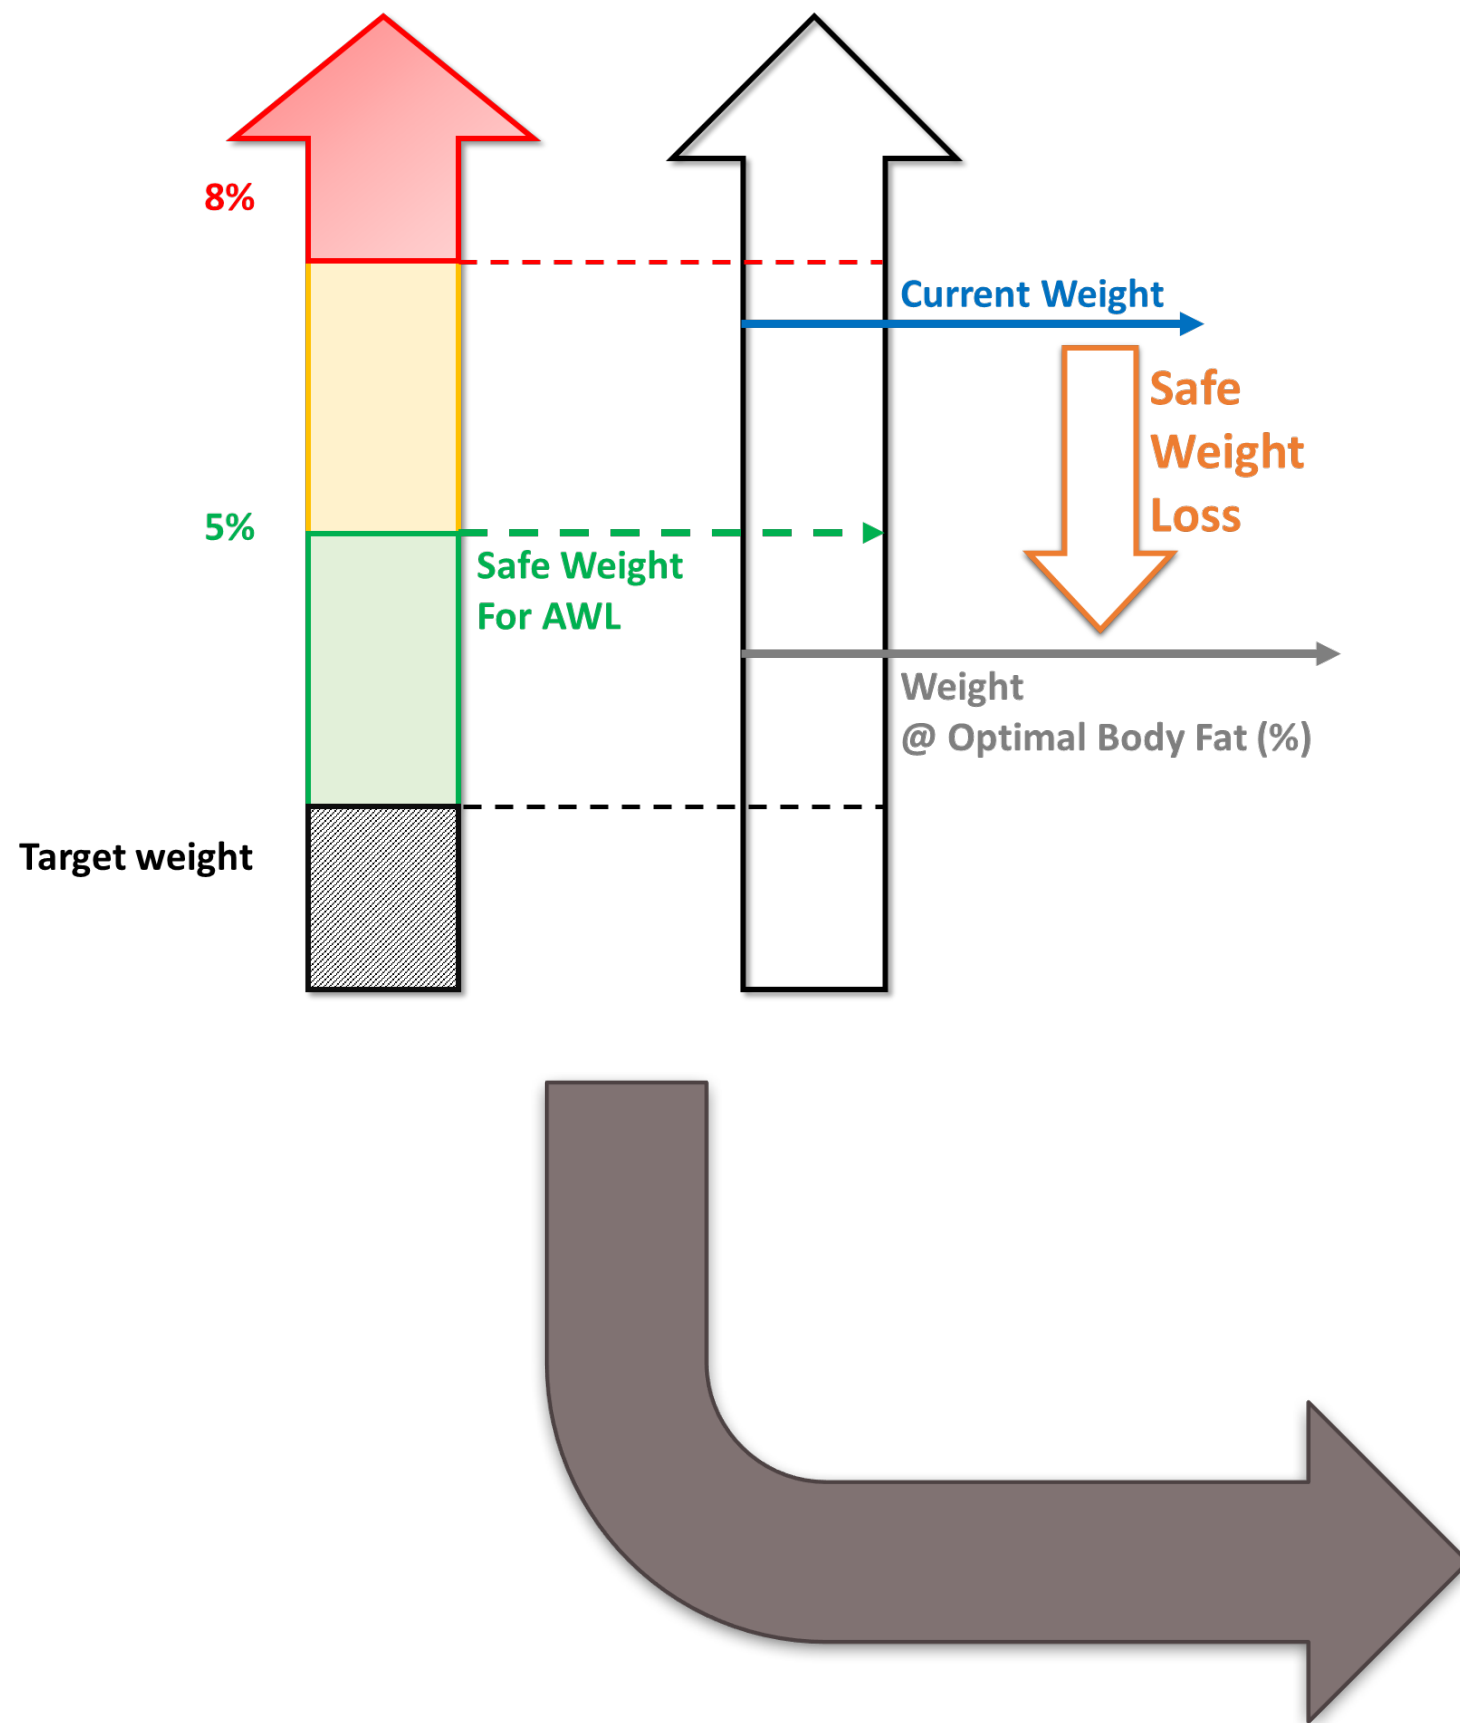 8%
Current Weight
Safe
Weight
Loss
5%
Safe Weight
For AWL
Weight
@ Optimal Body Fat (%)
Target weight